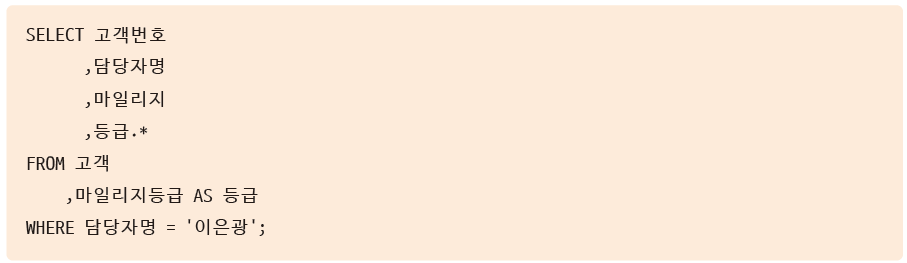 SELECT 고객번호
      ,담당자명
      ,마일리지
      ,등급.*
FROM 고객
    ,마일리지등급 AS 등급
WHERE 담당자명 = '이은광';